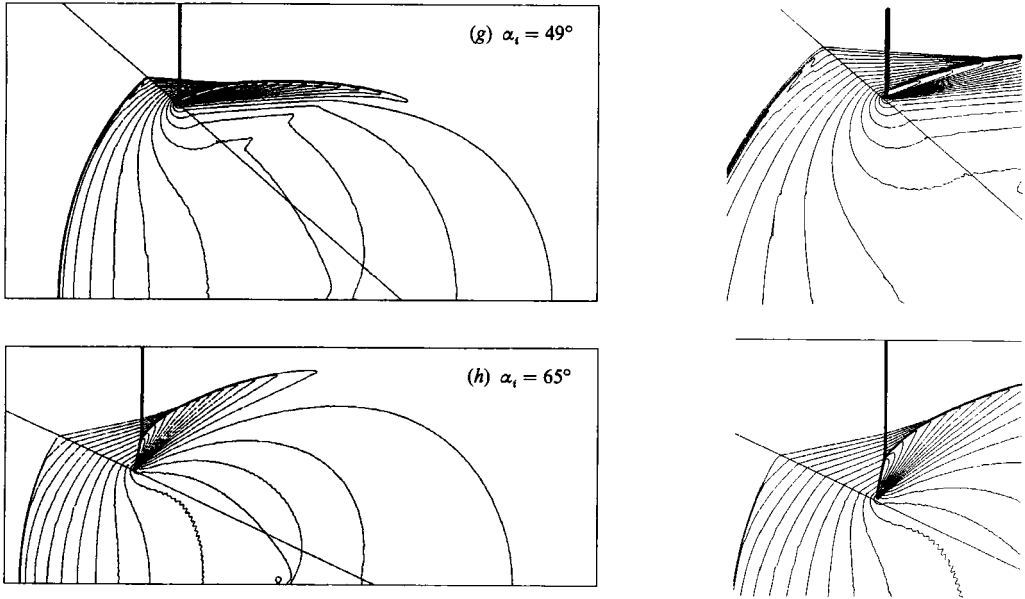 (g) αᵢ = 49°
(h) αᵢ = 65°